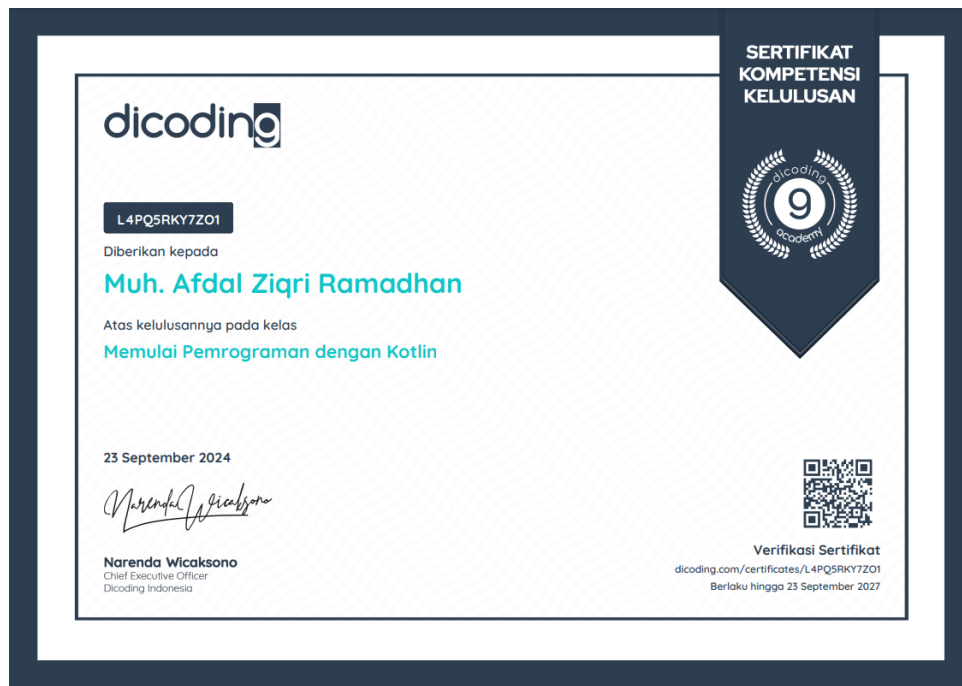 SERTIFIKAT
KOMPETENSI
KELULUSAN
dicoding
dicoding
9
academy
L4PQ5RKY7ZO1
Diberikan kepada
Muh. Afdal Ziqri Ramadhan
Atas kelulusannya pada kelas
Memulai Pemrograman dengan Kotlin
23 September 2024
Narenda Wicaksono
Narenda Wicaksono
Chief Executive Officer
Dicoding Indonesia
Verifikasi Sertifikat
dicoding.com/certificates/L4PQ5RKY7ZO1
Berlaku hingga 23 September 2027